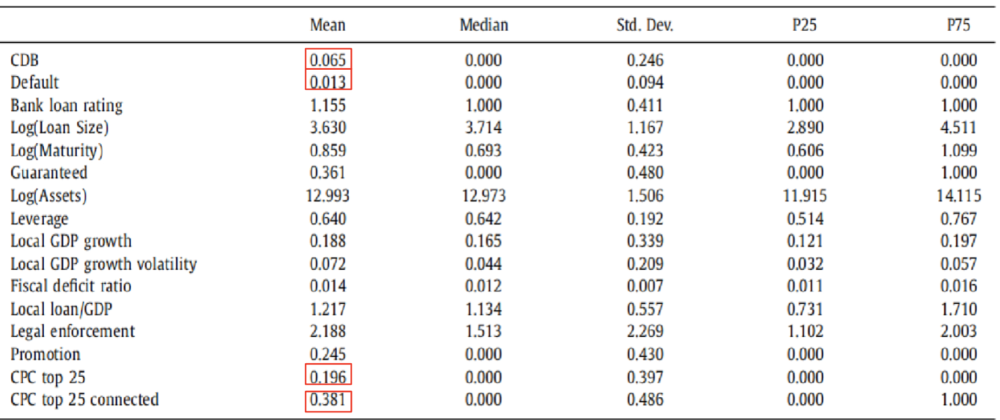 Mean Median Std. Dev. P25 P75
CDB 0.065 0.000 0.246 0.000 0.000
Default 0.013 0.000 0.094 0.000 0.000
Bank loan rating 1.155 1.000 0.411 1.000 1.000
Log(Loan Size) 3.630 3.714 1.167 2.890 4.511
Log(Maturity) 0.859 0.693 0.423 0.606 1.099
Guaranteed 0.361 0.000 0.480 0.000 1.000
Log(Assets) 12.993 12.973 1.506 11.915 14.115
Leverage 0.640 0.642 0.192 0.514 0.767
Local GDP growth 0.188 0.165 0.339 0.121 0.197
Local GDP growth volatility 0.072 0.044 0.209 0.032 0.057
Fiscal deficit ratio 0.014 0.012 0.007 0.011 0.016
Local loan/GDP 1.217 1.134 0.557 0.731 1.710
Legal enforcement 2.188 1.513 2.269 1.102 2.003
Promotion 0.245 0.000 0.430 0.000 0.000
CPC top 25 0.196 0.000 0.397 0.000 0.000
CPC top 25 connected 0.381 0.000 0.486 0.000 1.000